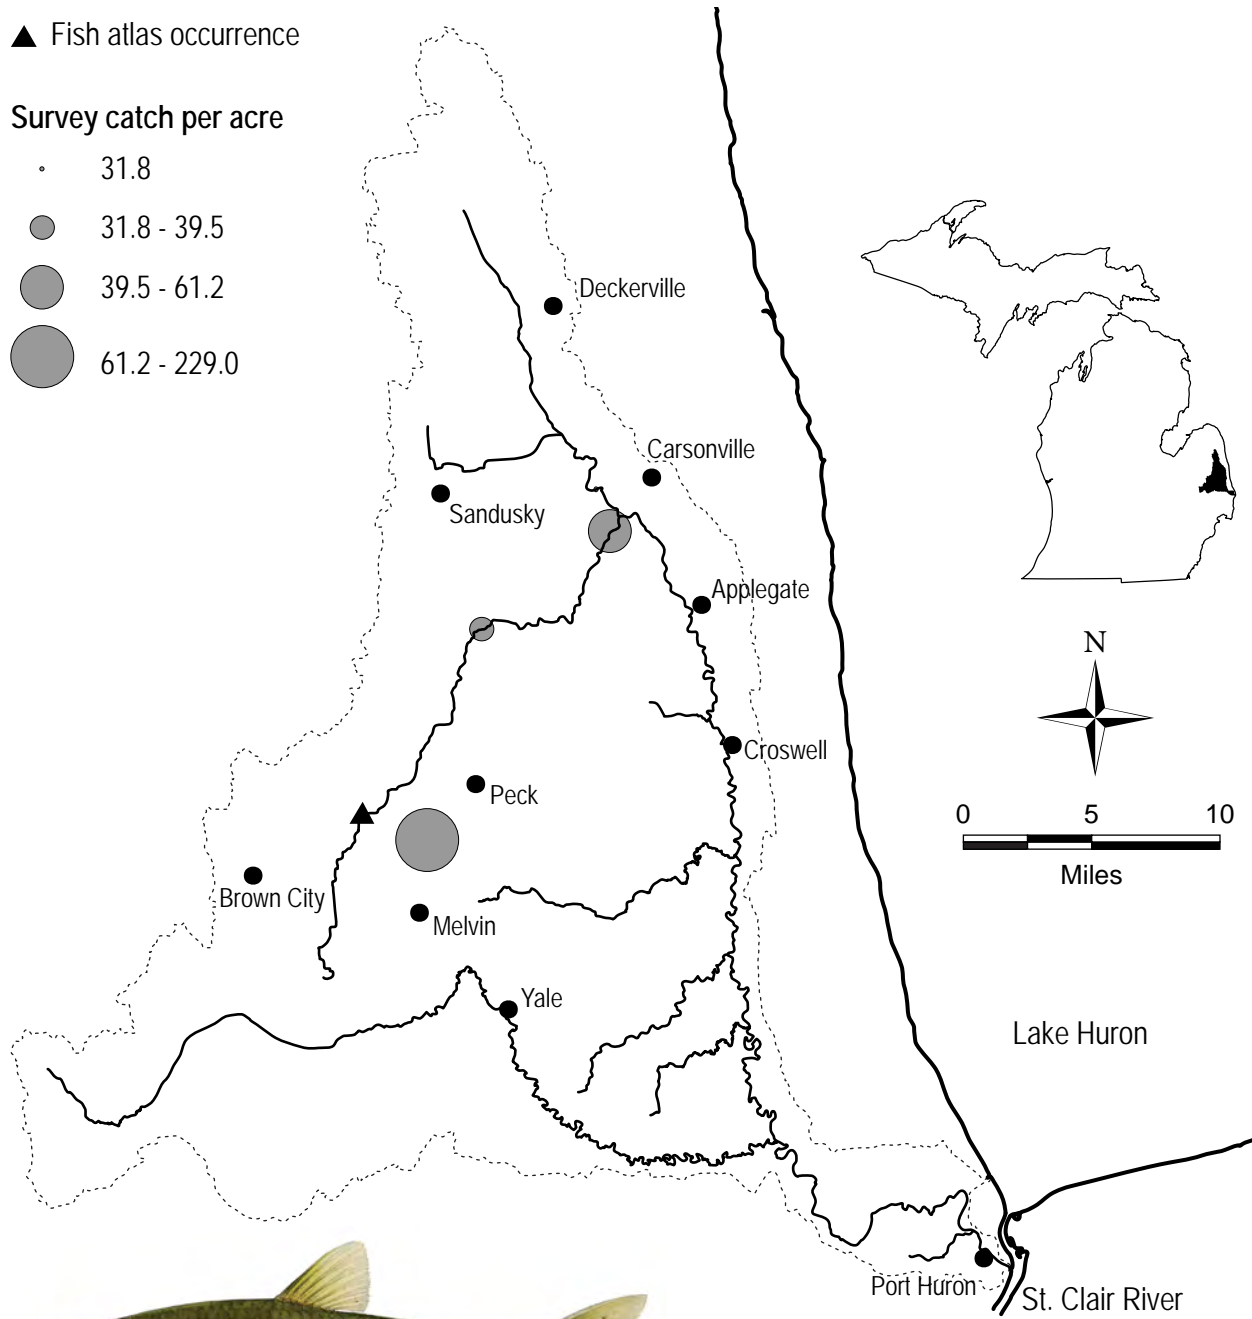 Fish atlas occurrence
Survey catch per acre
31.8
31.8 - 39.5
39.5 - 61.2
61.2 - 229.0
Deckerville
Carsonville
Sandusky
Applegate
N
Croswell
Peck
0 5 10
Miles
Brown City
Melvin
Yale
Lake Huron
Port Huron
St. Clair River